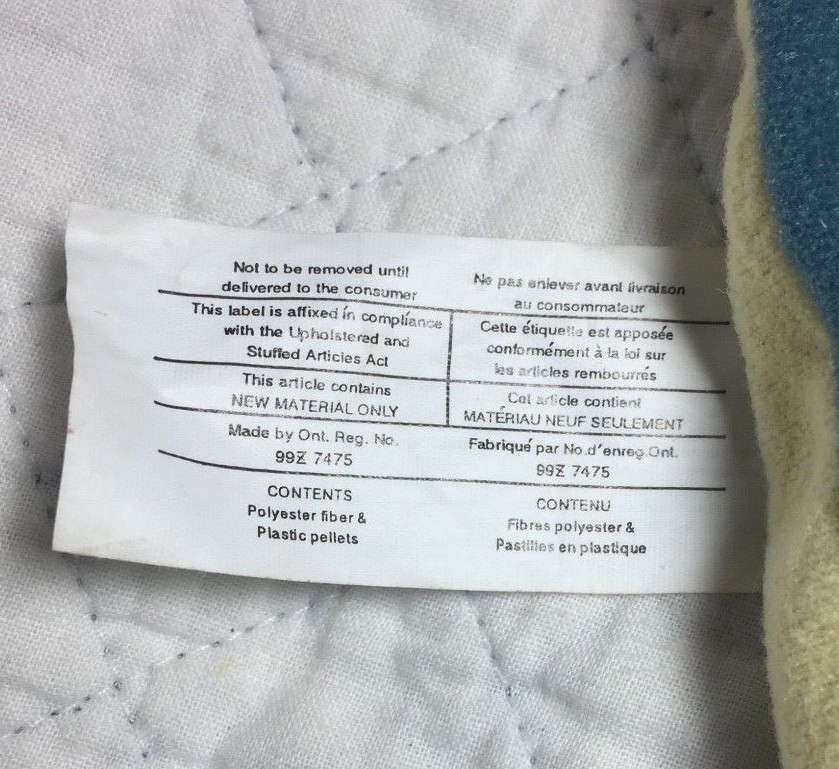 Not to be removed until
delivered to the consumer
This label is affixed in compliance
with the Upholstered and
Stuffed Articles Act
This article contains
NEW MATERIAL ONLY
Made by Ont. Reg. No.
99Z 7475
CONTENTS
Polyester fiber &
Plastic pellets
Ne pas enlever avant livraison
au consommateur
Cette étiquette est apposée
conformément à la loi sur
les articles rembourrés
Cet article contient
MATÉRIAU NEUF SEULEMENT
Fabriqué par No.d'enreg.Ont.
99Z 7475
CONTENU
Fibres polyester &
Pastilles en plastique